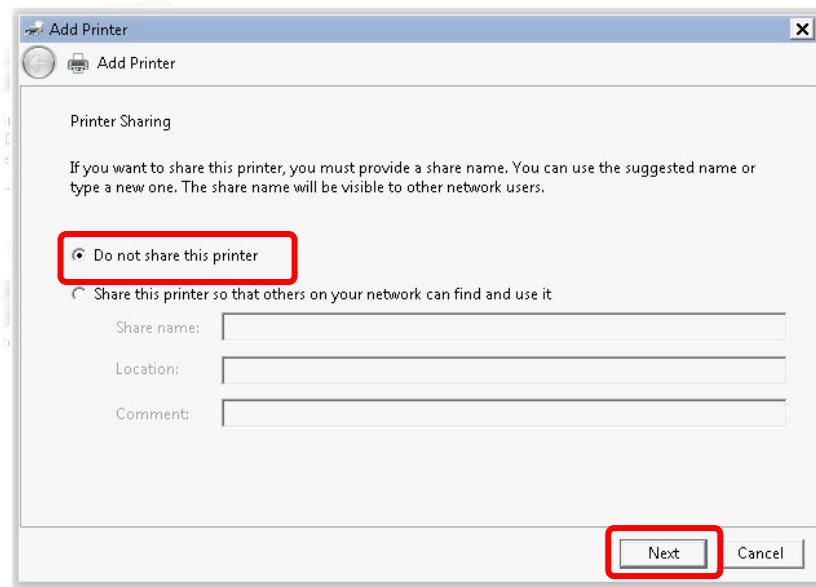 Add Printer
Add Printer
Printer Sharing
If you want to share this printer, you must provide a share name. You can use the suggested name or
type a new one. The share name will be visible to other network users.
Do not share this printer
Share this printer so that others on your network can find and use it
Share name:
Location:
Comment:
Next Cancel